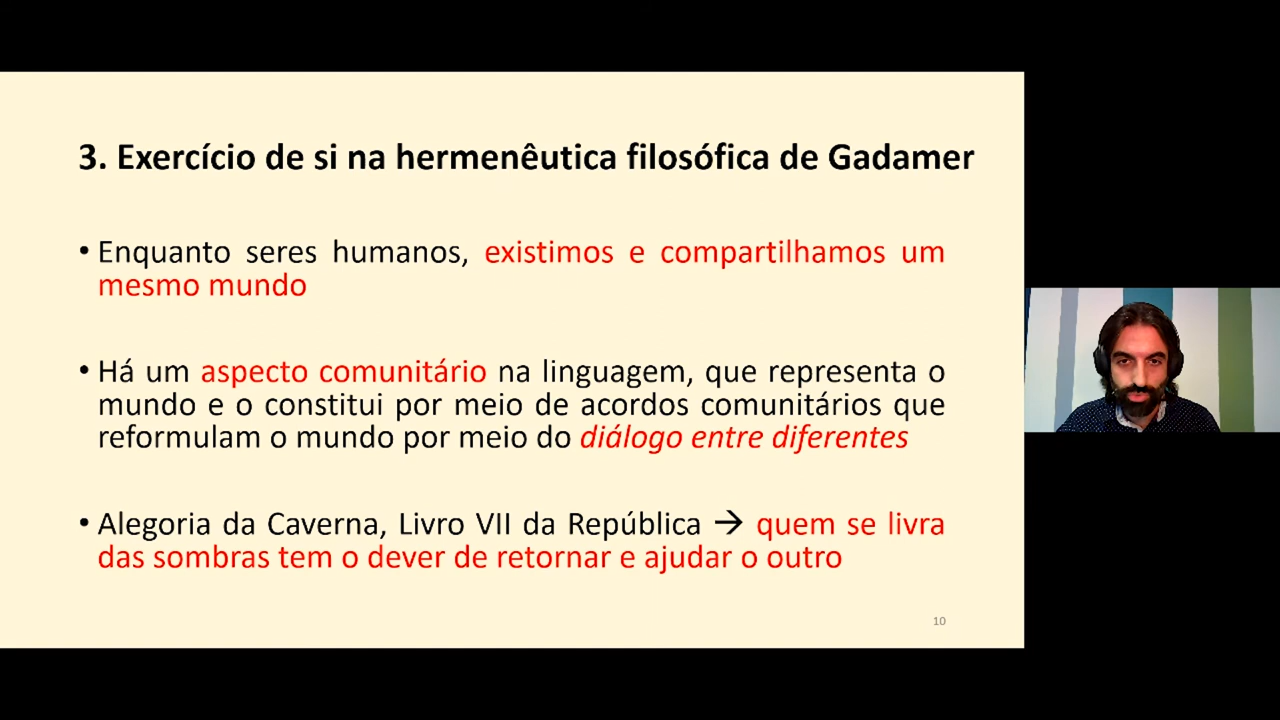 3. Exercício de si na hermenêutica filosófica de Gadamer
• Enquanto seres humanos, existimos e compartilhamos um
mesmo mundo
• Há um aspecto comunitário na linguagem, que representa o
mundo e o constitui por meio de acordos comunitários que
reformulam o mundo por meio do diálogo entre diferentes
• Alegoria da Caverna, Livro VII da República → quem se livra
das sombras tem o dever de retornar e ajudar o outro
10